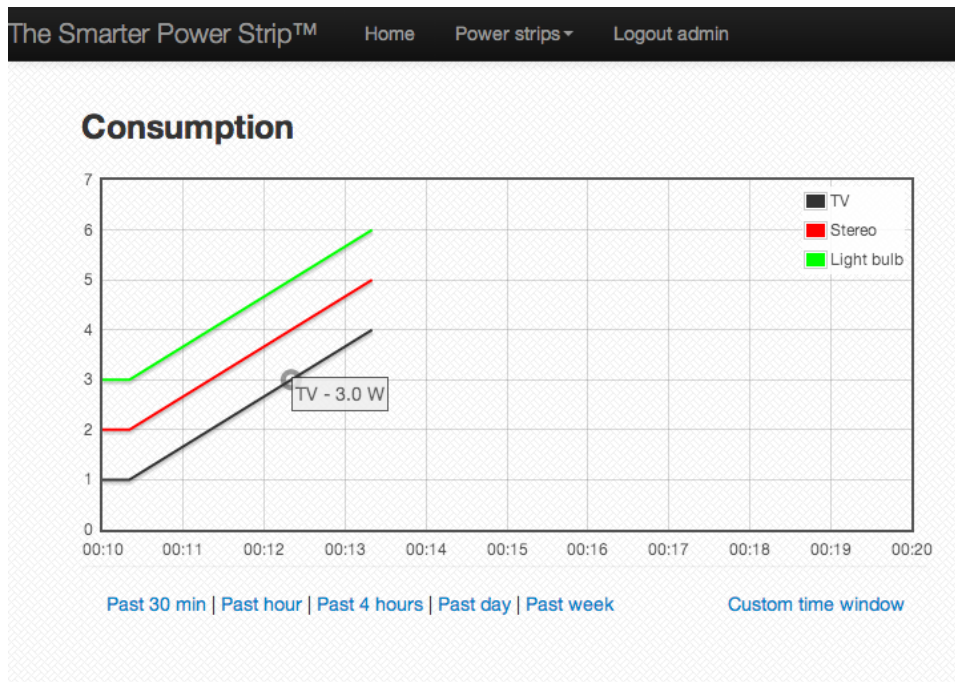 The Smarter Power Strip™ Home Power strips Logout admin
Consumption
7
6
5
4
3
2
1
0
TV
Stereo
Light bulb
TV - 3.0 W
00:10 00:11 00:12 00:13 00:14 00:15 00:16 00:17 00:18 00:19 00:20
Past 30 min | Past hour | Past 4 hours | Past day | Past week Custom time window